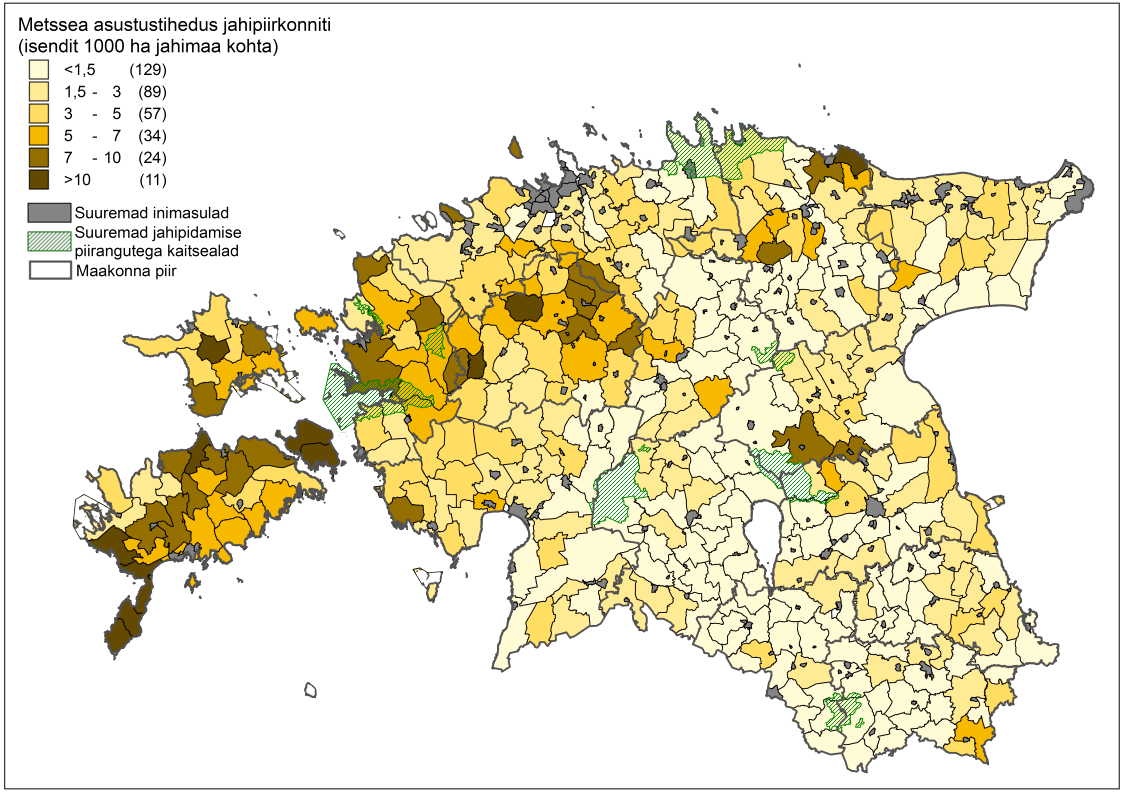 Metssea asustustihedus jahipiirkonniti
(isendit 1000 ha jahimaa kohta)
<1,5 (129)
1,5 - 3 (89)
3 - 5 (57)
5 - 7 (34)
7 - 10 (24)
>10 (11)
Suuremad inimasulad
Suuremad jahipidamise
piirangutega kaitsealad
Maakonna piir